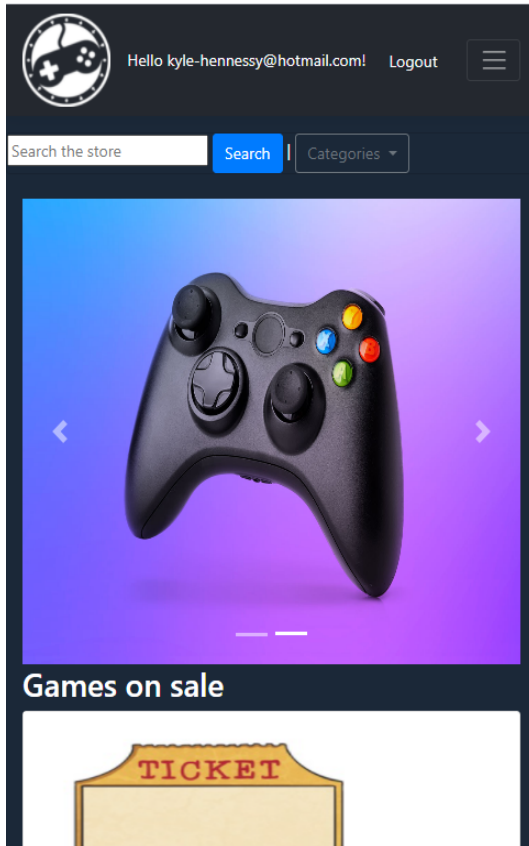 Hello kyle-hennessy@hotmail.com! Logout
Search the store Search | Categories
Y
X B
A
Games on sale
TICKET